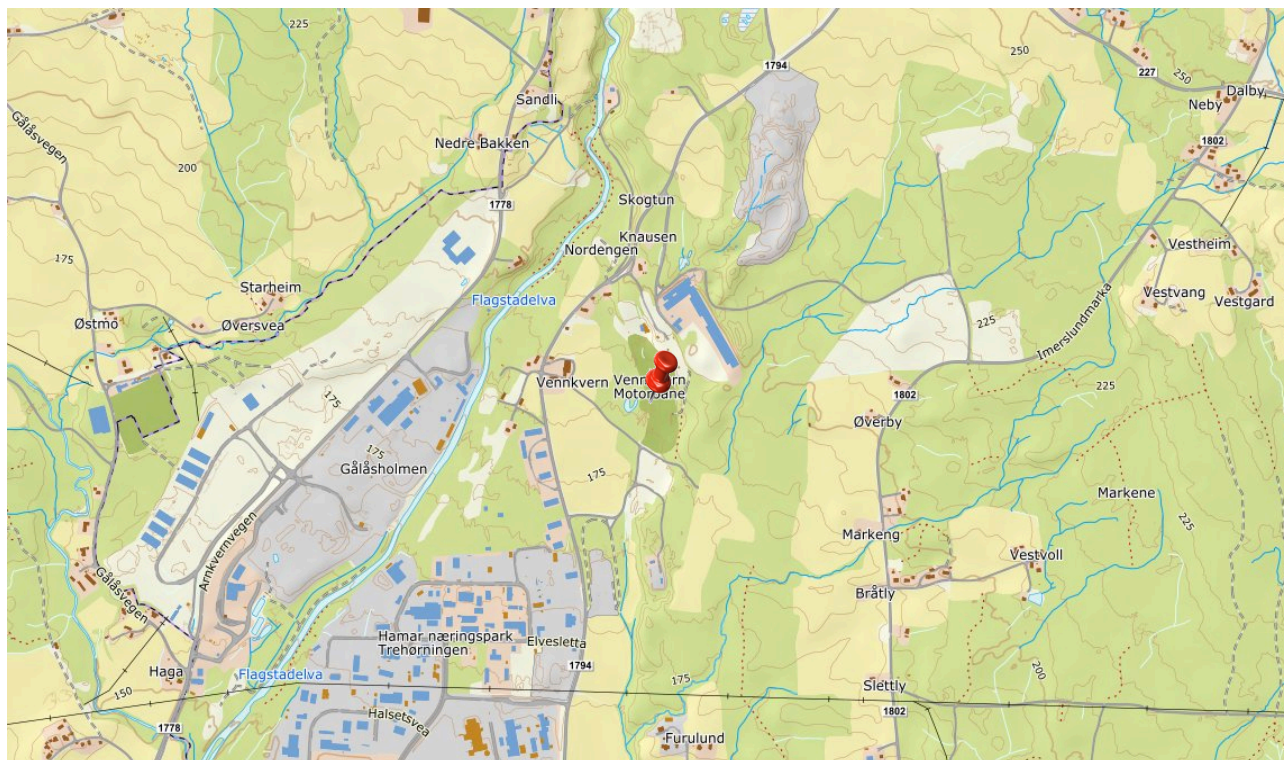 225
250
1794
227
250
Dalby
Neby
Sandli
Gålåsvegen
Nedre Bakken
1802
200
1778
Skogtun
Knausen
Nordengen
Vestheim
175
Starheim
Flagstadelva
Vestvang
Vestgard
Østmo
Øversvea
225
Imerslundmarka
Vennkvern
Motorbane
Vennkvern
225
1802
175
Øverby
175
Gålåsholmen
175
Markene
225
Arnkvernvegen
Markeng
Vestvoll
Gålåsvegen
Bråtly
Hamar næringspark
Trehørningen
Elvesletta
1794
Haga
Flagstadelva
175
200
150
Slettly
1802
1778
Halsetsvea
Furulund